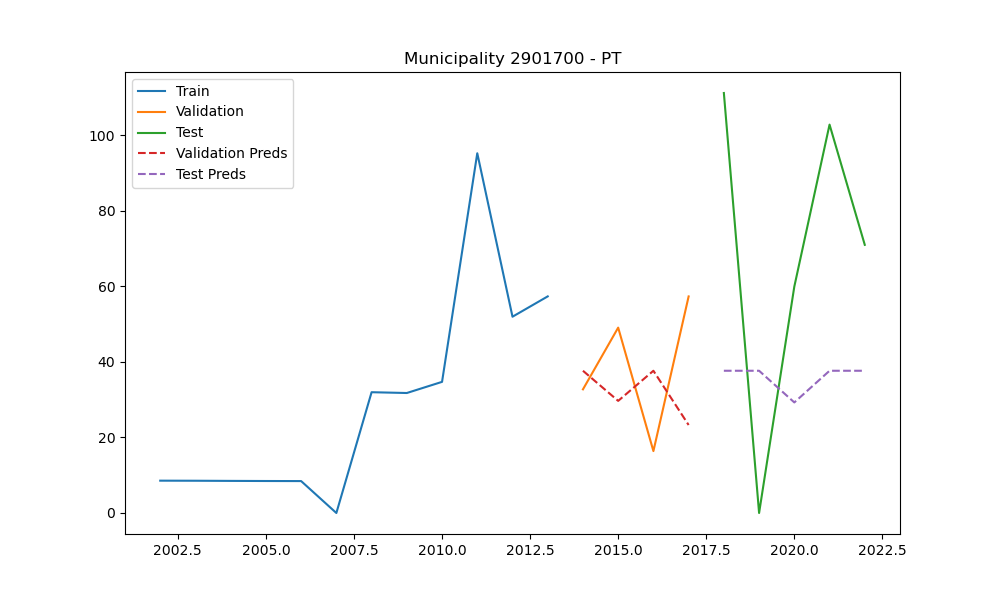 Municipality 2901700 - PT
Train
Validation
Test
Validation Preds
Test Preds
100
80
60
40
20
0
2002.5 2005.0 2007.5 2010.0 2012.5 2015.0 2017.5 2020.0 2022.5